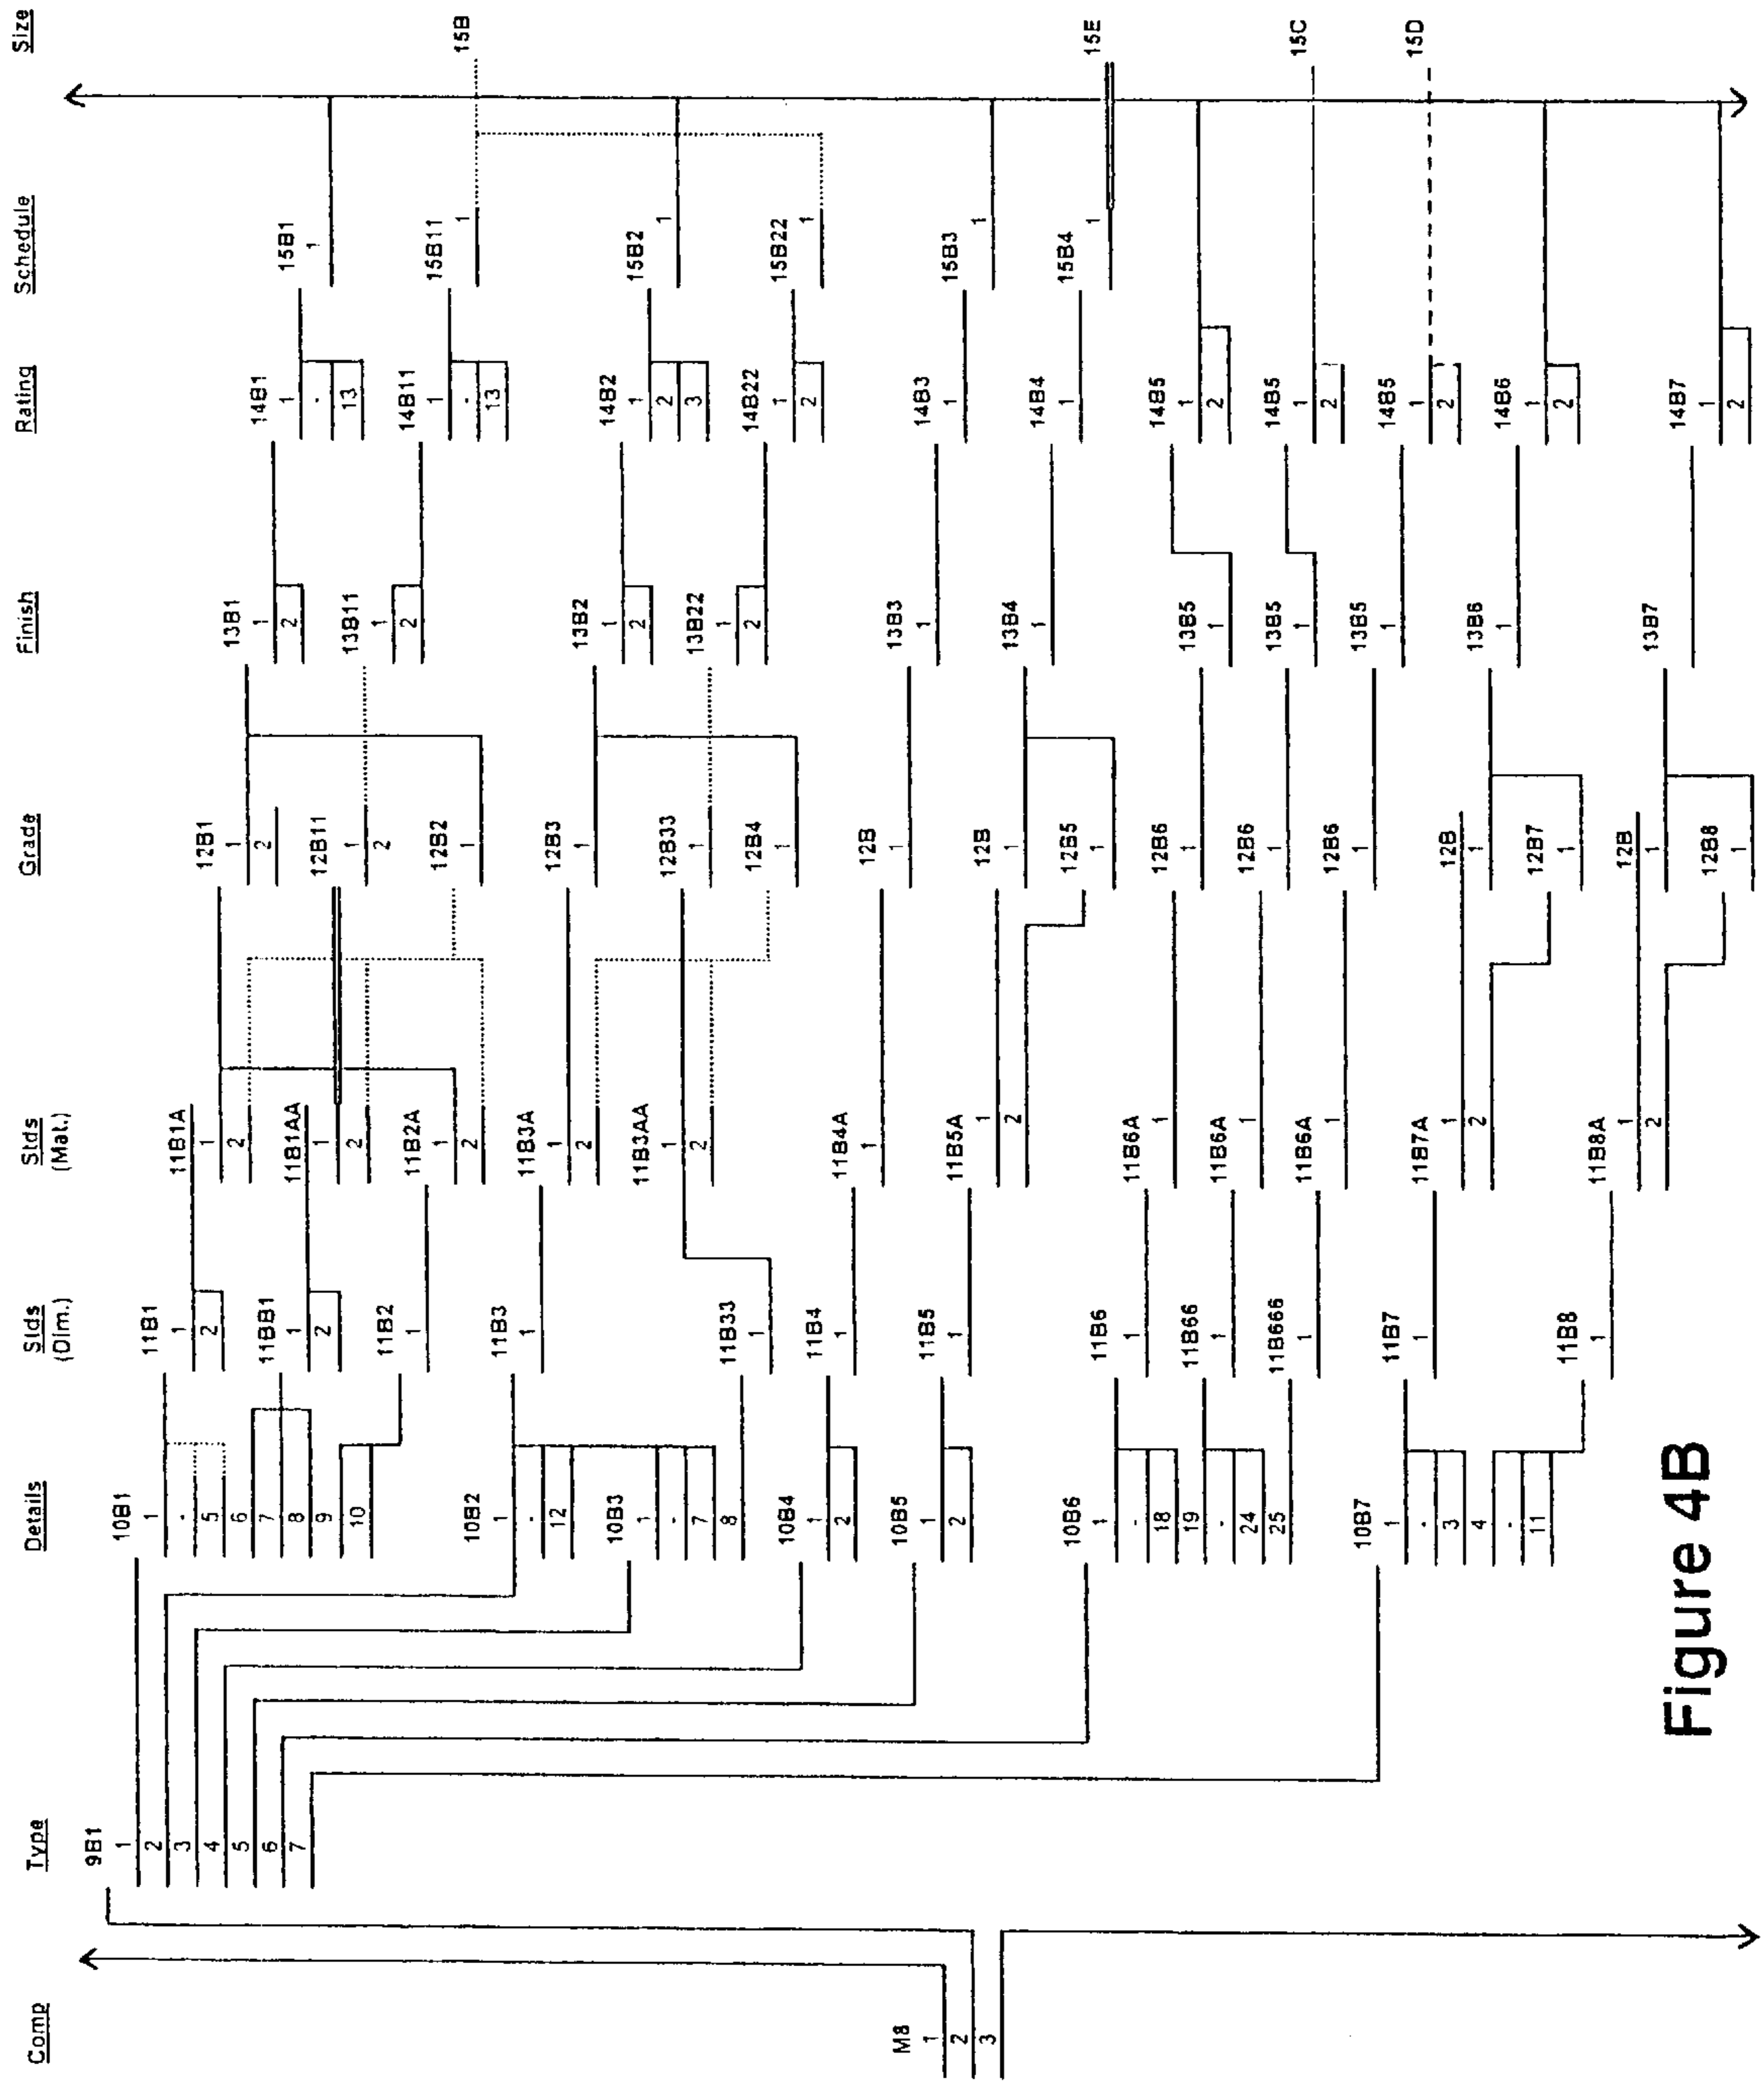 Comp
Type
Details
Stds
(Dim.)
Stds
(Mat.)
Grade
Finish
Rating
Schedule
Size
M8
1
2
3
9B1
1
2
3
4
5
6
7
10B1
1
-
5
6
7
8
9
10
10B2
1
-
12
10B3
1
-
7
8
10B4
1
2
10B5
1
2
10B6
1
-
18
19
-
24
25
10B7
1
-
3
4
-
11
11B1
1
2
11BB1
1
2
11B2
1
11B3
1
11B33
1
11B4
1
11B5
1
11B6
1
11B66
1
11B666
1
11B7
1
11B8
1
11B1A
1
2
11B1AA
1
2
11B2A
1
2
11B3A
1
2
11B3AA
1
2
11B4A
1
11B5A
1
2
11B6A
1
11B6A
1
11B6A
1
11B7A
1
2
11B8A
1
2
12B1
1
2
12B11
1
2
12B2
1
12B3
1
12B33
1
12B4
1
12B
1
12B
1
12B5
1
12B6
1
12B6
1
12B6
1
12B
1
12B7
1
12B
1
12B8
1
13B1
1
2
13B11
1
2
13B2
1
2
13B22
1
2
13B3
1
13B4
1
13B5
1
13B5
1
13B5
1
13B6
1
13B7
14B1
1
-
13
14B11
1
-
13
14B2
1
2
3
14B22
1
2
14B3
1
14B4
1
14B5
1
2
14B5
1
2
14B5
1
2
14B6
1
2
14B7
1
2
15B1
1
15B11
1
15B2
1
15B22
1
15B3
1
15B4
1
15B
15E
15C
15D
Figure 4B